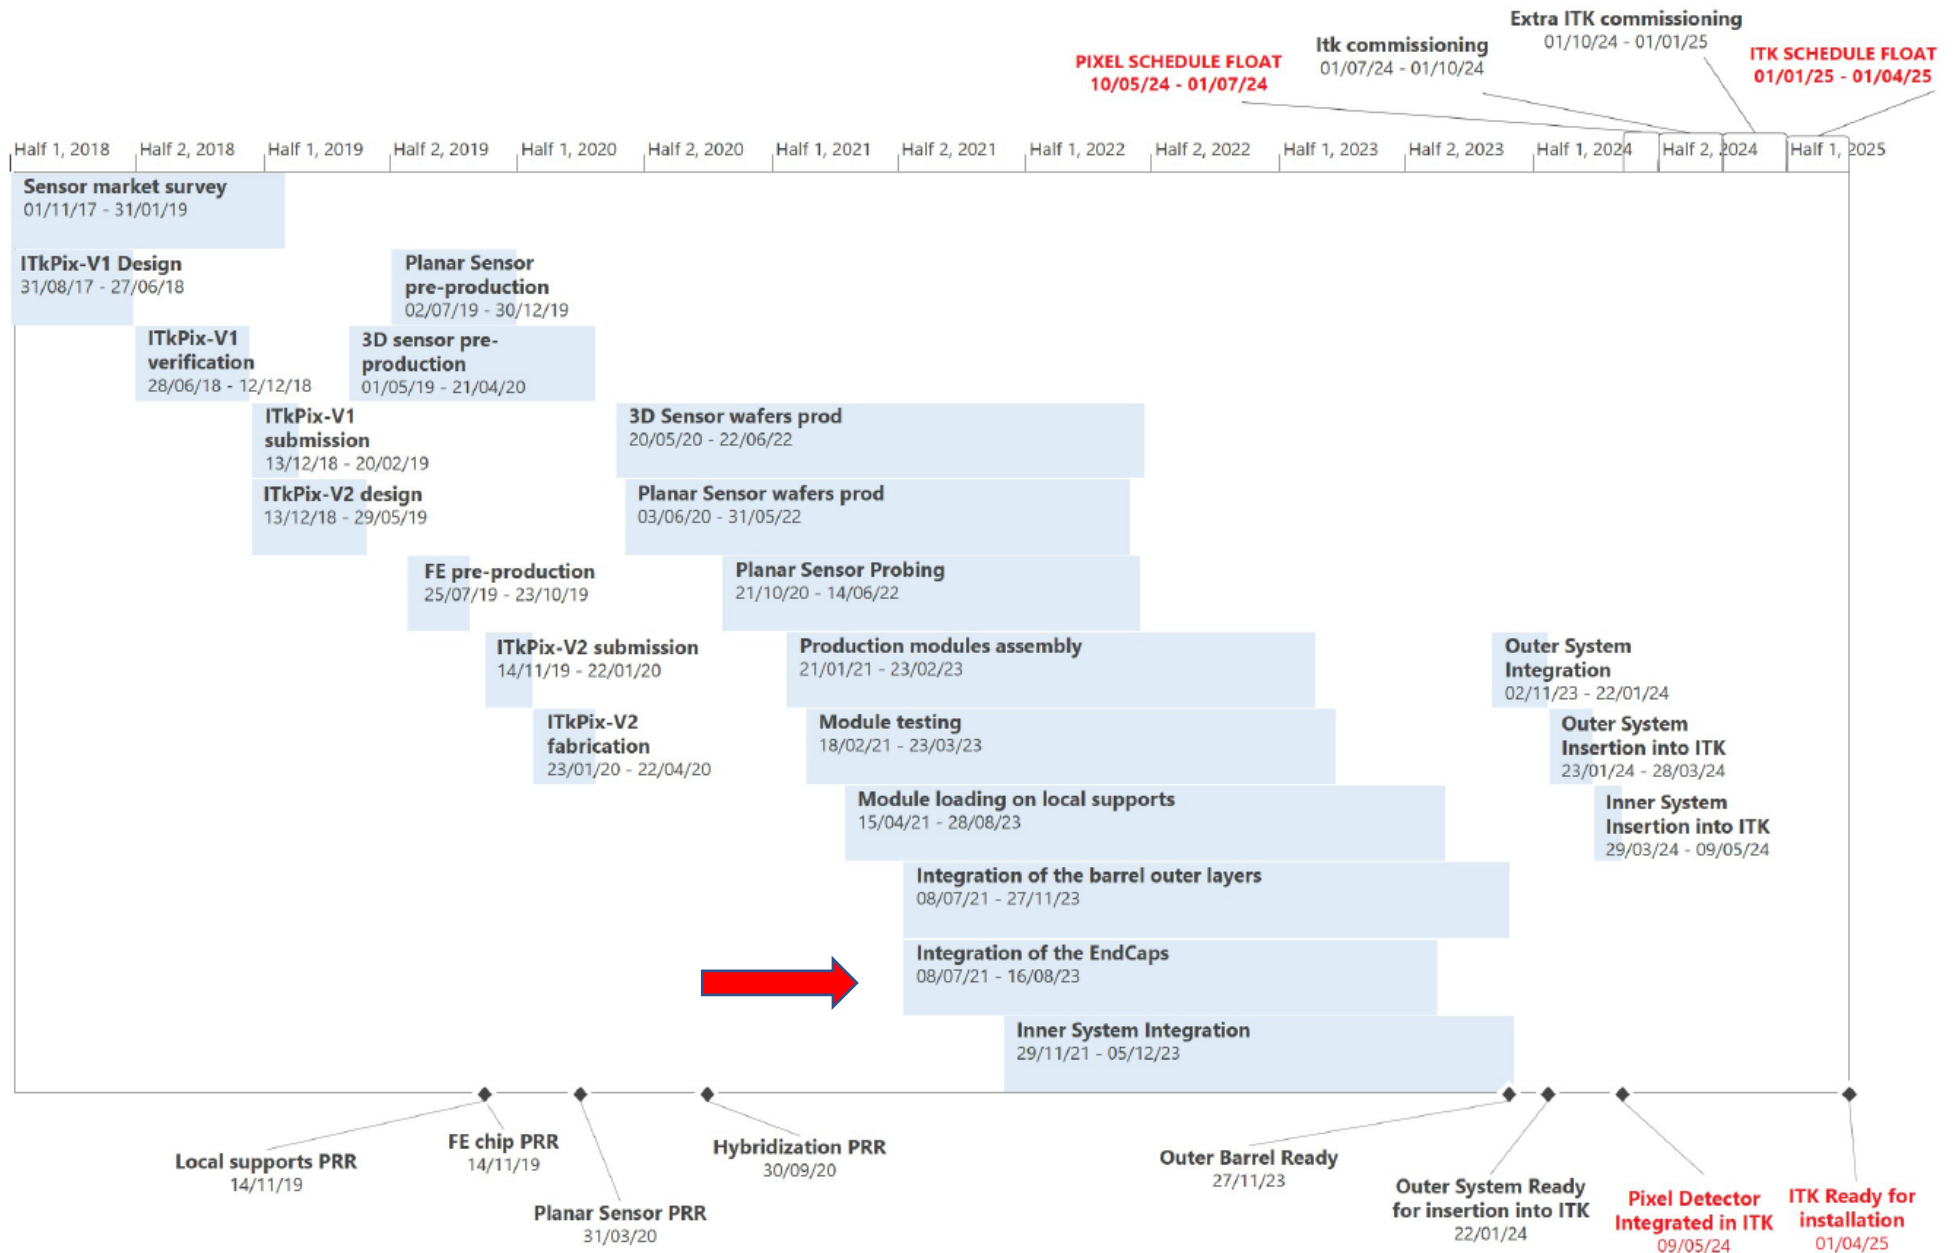 Extra ITK commissioning
01/10/24 - 01/01/25
Itk commissioning
01/07/24 - 01/10/24
PIXEL SCHEDULE FLOAT
10/05/24 - 01/07/24
ITK SCHEDULE FLOAT
01/01/25 - 01/04/25
Half 1, 2018 Half 2, 2018 Half 1, 2019 Half 2, 2019 Half 1, 2020 Half 2, 2020 Half 1, 2021 Half 2, 2021 Half 1, 2022 Half 2, 2022 Half 1, 2023 Half 2, 2023 Half 1, 2024 Half 2, 2024 Half 1, 2025
Sensor market survey
01/11/17 - 31/01/19
ITkPix-V1 Design
31/08/17 - 27/06/18
Planar Sensor
pre-production
02/07/19 - 30/12/19
ITkPix-V1
verification
28/06/18 - 12/12/18
3D sensor pre-
production
01/05/19 - 21/04/20
ITkPix-V1
submission
13/12/18 - 20/02/19
3D Sensor wafers prod
20/05/20 - 22/06/22
ITkPix-V2 design
13/12/18 - 29/05/19
Planar Sensor wafers prod
03/06/20 - 31/05/22
FE pre-production
25/07/19 - 23/10/19
Planar Sensor Probing
21/10/20 - 14/06/22
ITkPix-V2 submission
14/11/19 - 22/01/20
Production modules assembly
21/01/21 - 23/02/23
Outer System
Integration
02/11/23 - 22/01/24
ITkPix-V2
fabrication
23/01/20 - 22/04/20
Module testing
18/02/21 - 23/03/23
Outer System
Insertion into ITK
23/01/24 - 28/03/24
Module loading on local supports
15/04/21 - 28/08/23
Inner System
Insertion into ITK
29/03/24 - 09/05/24
Integration of the barrel outer layers
08/07/21 - 27/11/23
Integration of the EndCaps
08/07/21 - 16/08/23
Inner System Integration
29/11/21 - 05/12/23
Local supports PRR
14/11/19
FE chip PRR
14/11/19
Planar Sensor PRR
31/03/20
Hybridization PRR
30/09/20
Outer Barrel Ready
27/11/23
Outer System Ready
for insertion into ITK
22/01/24
Pixel Detector
Integrated in ITK
09/05/24
ITK Ready for
installation
01/04/25